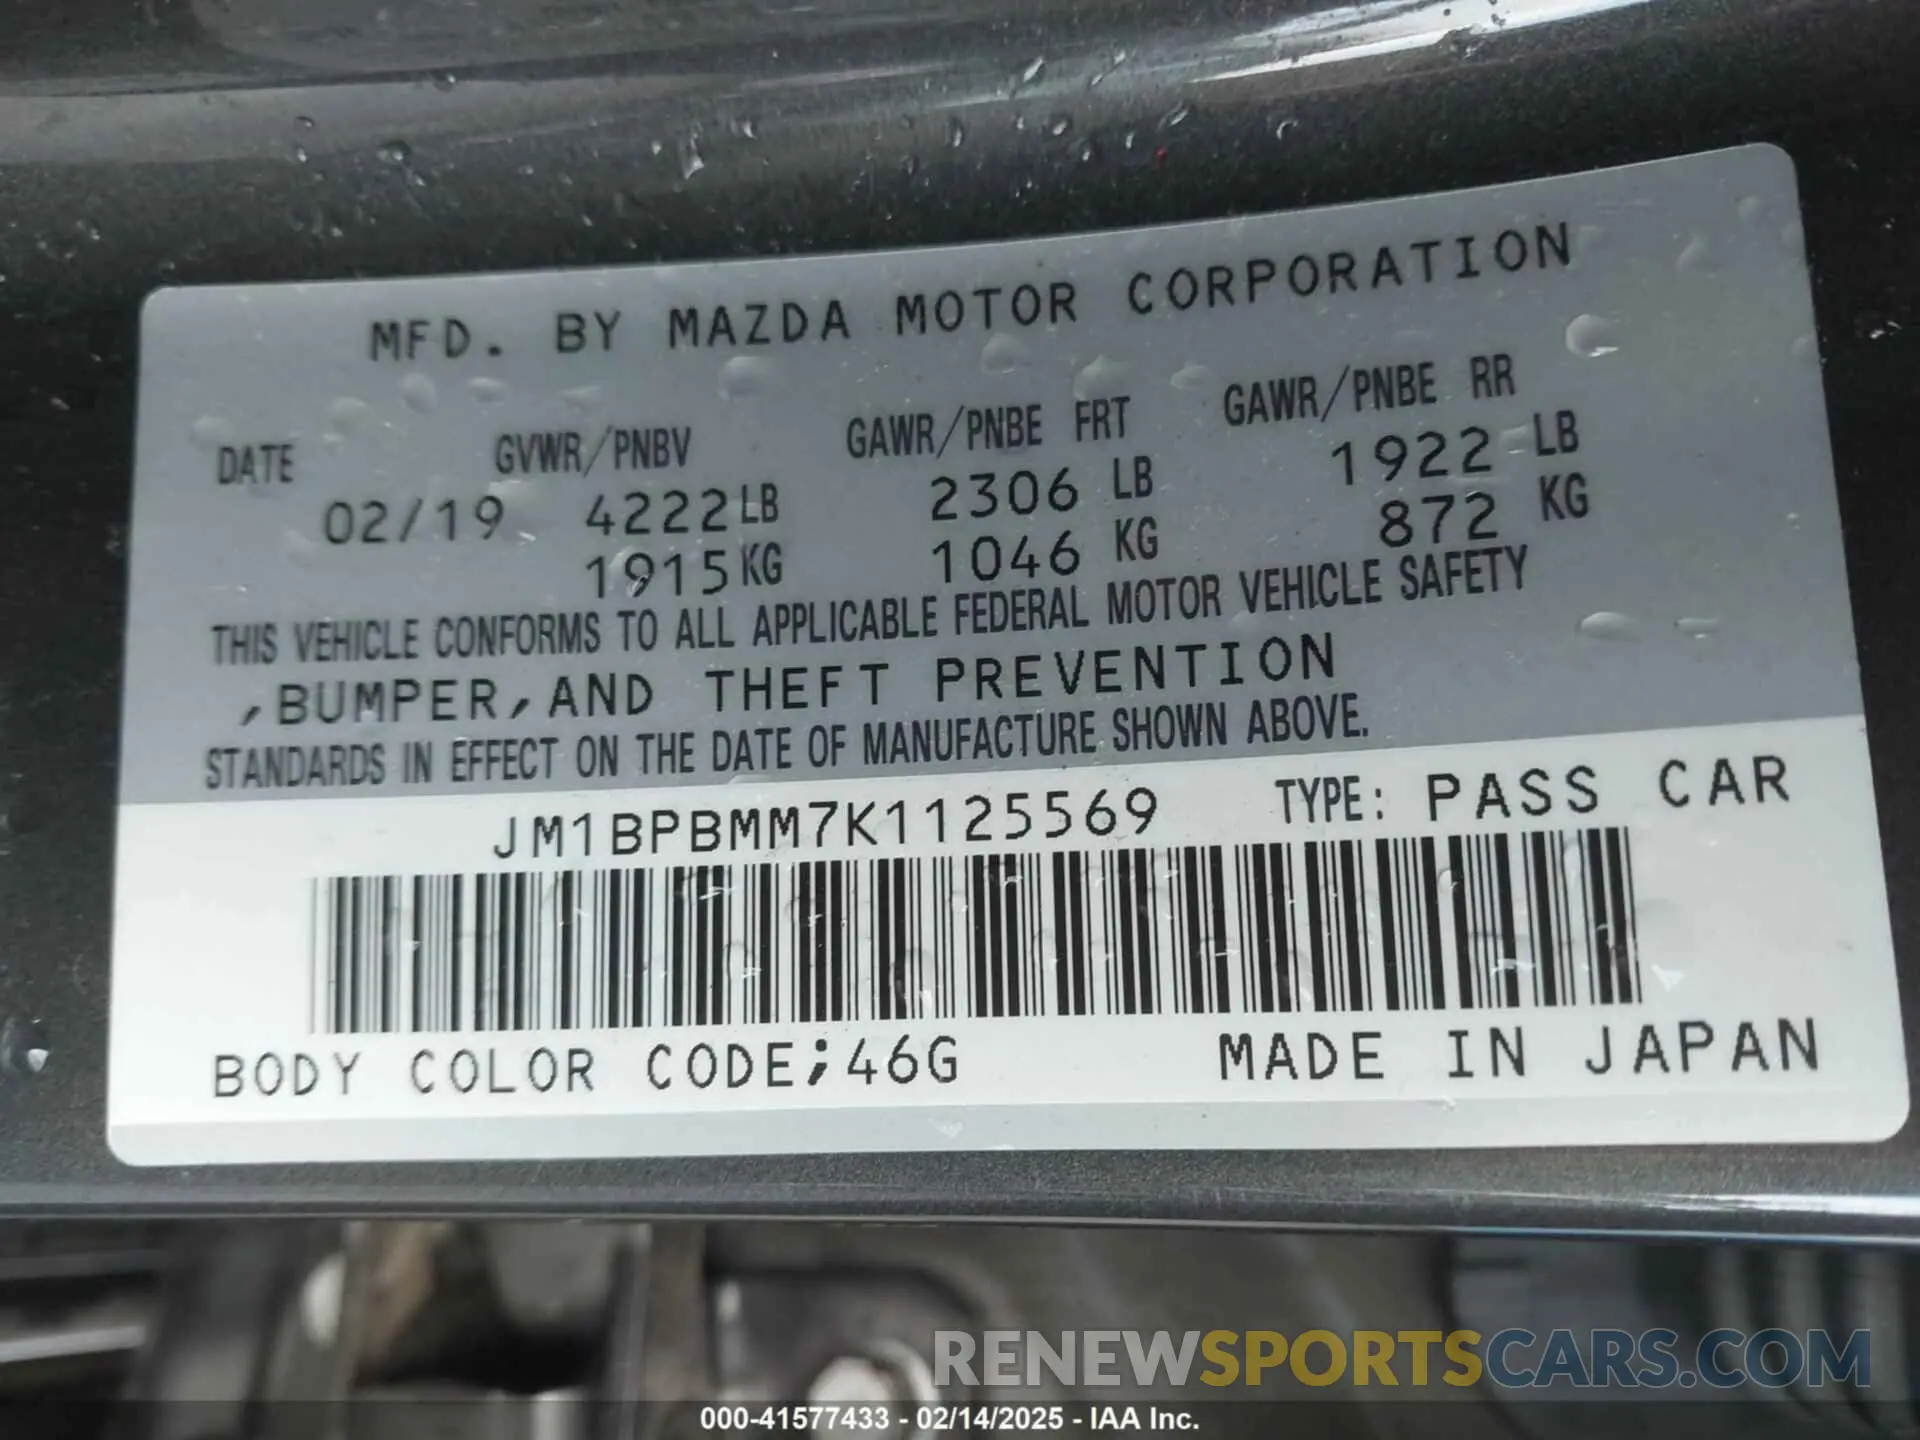 MFD. BY MAZDA MOTOR CORPORATION
DATE GVWR/PNBV GAWR/PNBE FRT GAWR/PNBE RR
02/19 4222LB 2306 LB 1922 LB
1915KG 1046 KG 872 KG
THIS VEHICLE CONFORMS TO ALL APPLICABLE FEDERAL MOTOR VEHICLE SAFETY
,BUMPER,AND THEFT PREVENTION
STANDARDS IN EFFECT ON THE DATE OF MANUFACTURE SHOWN ABOVE.
JM1BPBMM7K1125569 TYPE: PASS CAR
BODY COLOR CODE;46G MADE IN JAPAN
RENEWSPORTSCARS.COM
000-41577433 - 02/14/2025 - IAA Inc.